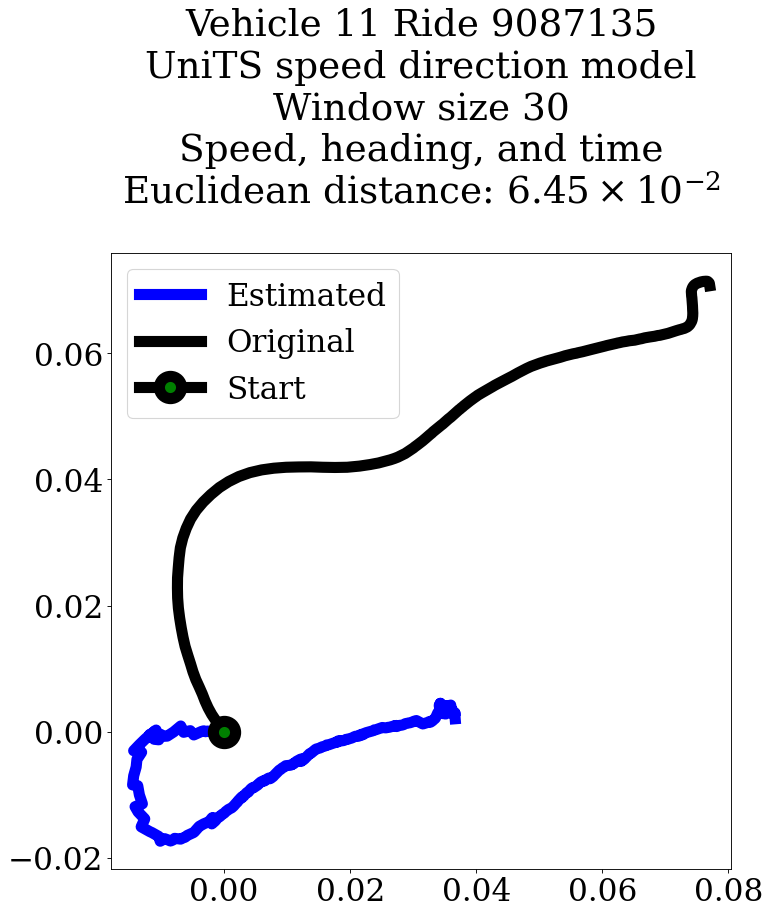 Vehicle 11 Ride 9087135
UniTS speed direction model
Window size 30
Speed, heading, and time
Euclidean distance: 6.45 × 10⁻²
Estimated
Original
Start
0.06
0.04
0.02
0.00
−0.02
0.00 0.02 0.04 0.06 0.08